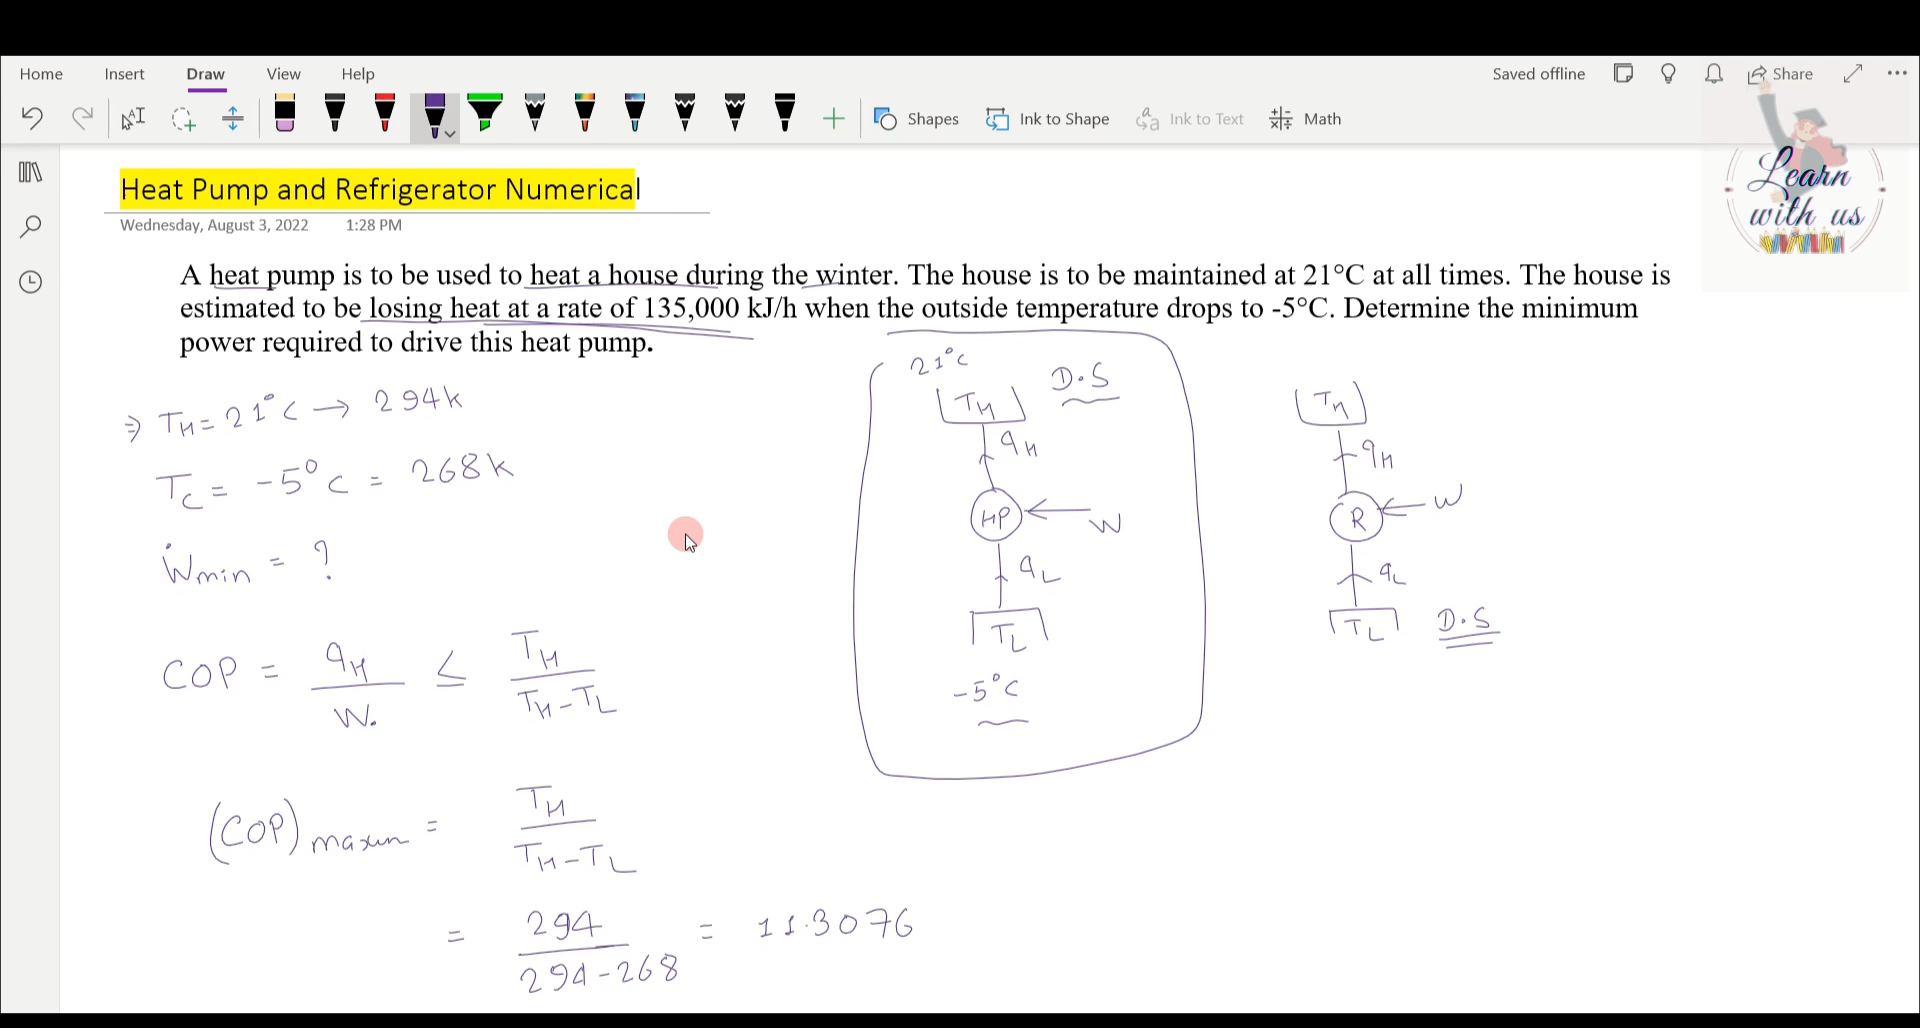 Home Insert Draw View Help Saved offline Share
Shapes Ink to Shape Ink to Text Math
Learn
with us
Heat Pump and Refrigerator Numerical
Wednesday, August 3, 2022 1:28 PM
A heat pump is to be used to heat a house during the winter. The house is to be maintained at 21°C at all times. The house is
estimated to be losing heat at a rate of 135,000 kJ/h when the outside temperature drops to -5°C. Determine the minimum
power required to drive this heat pump.
⇒ TH = 21°C → 294k
TC = -5°C = 268k
Ẇmin = ?
COP = qH / W. ≤ TH / TH - TL
(COP) maxm = TH / TH - TL
= 294 / 294 - 268 = 11.3076
21°C
TH D.S
qH
HP W
qL
TL
-5°C
TH
qH
R W
qL
TL D.S